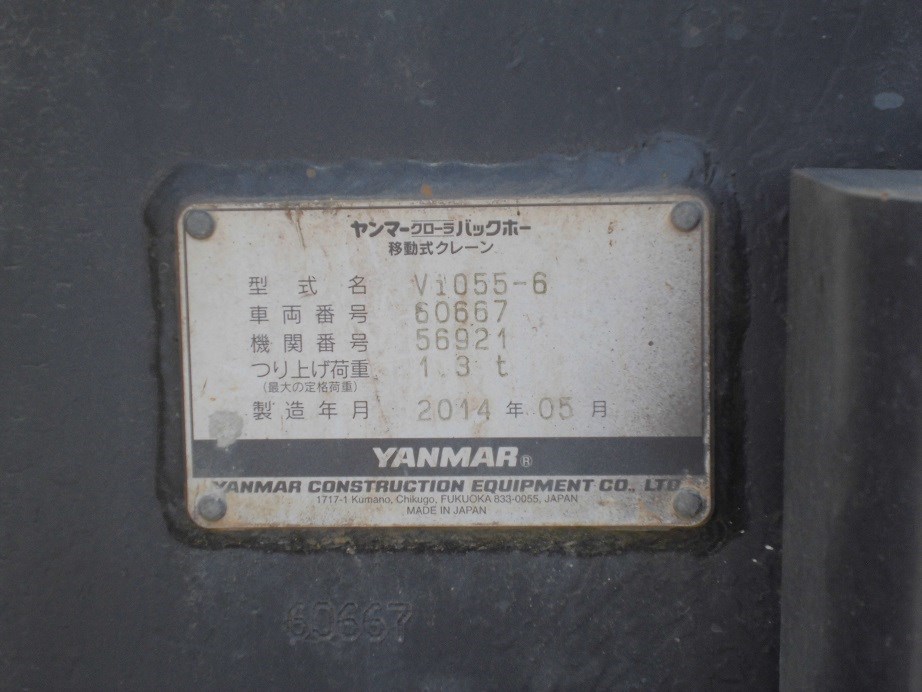 ヤンマークローラバックホー
移動式クレーン
型式名 ViO55-6
車両番号 60667
機関番号 56921
つり上げ荷重 1.3 t
(最大の定格荷重)
製造年月 2014 年 05 月
YANMAR®
YANMAR CONSTRUCTION EQUIPMENT CO., LTD
1717-1 Kumano, Chikugo, FUKUOKA 833-0055, JAPAN
MADE IN JAPAN
60667